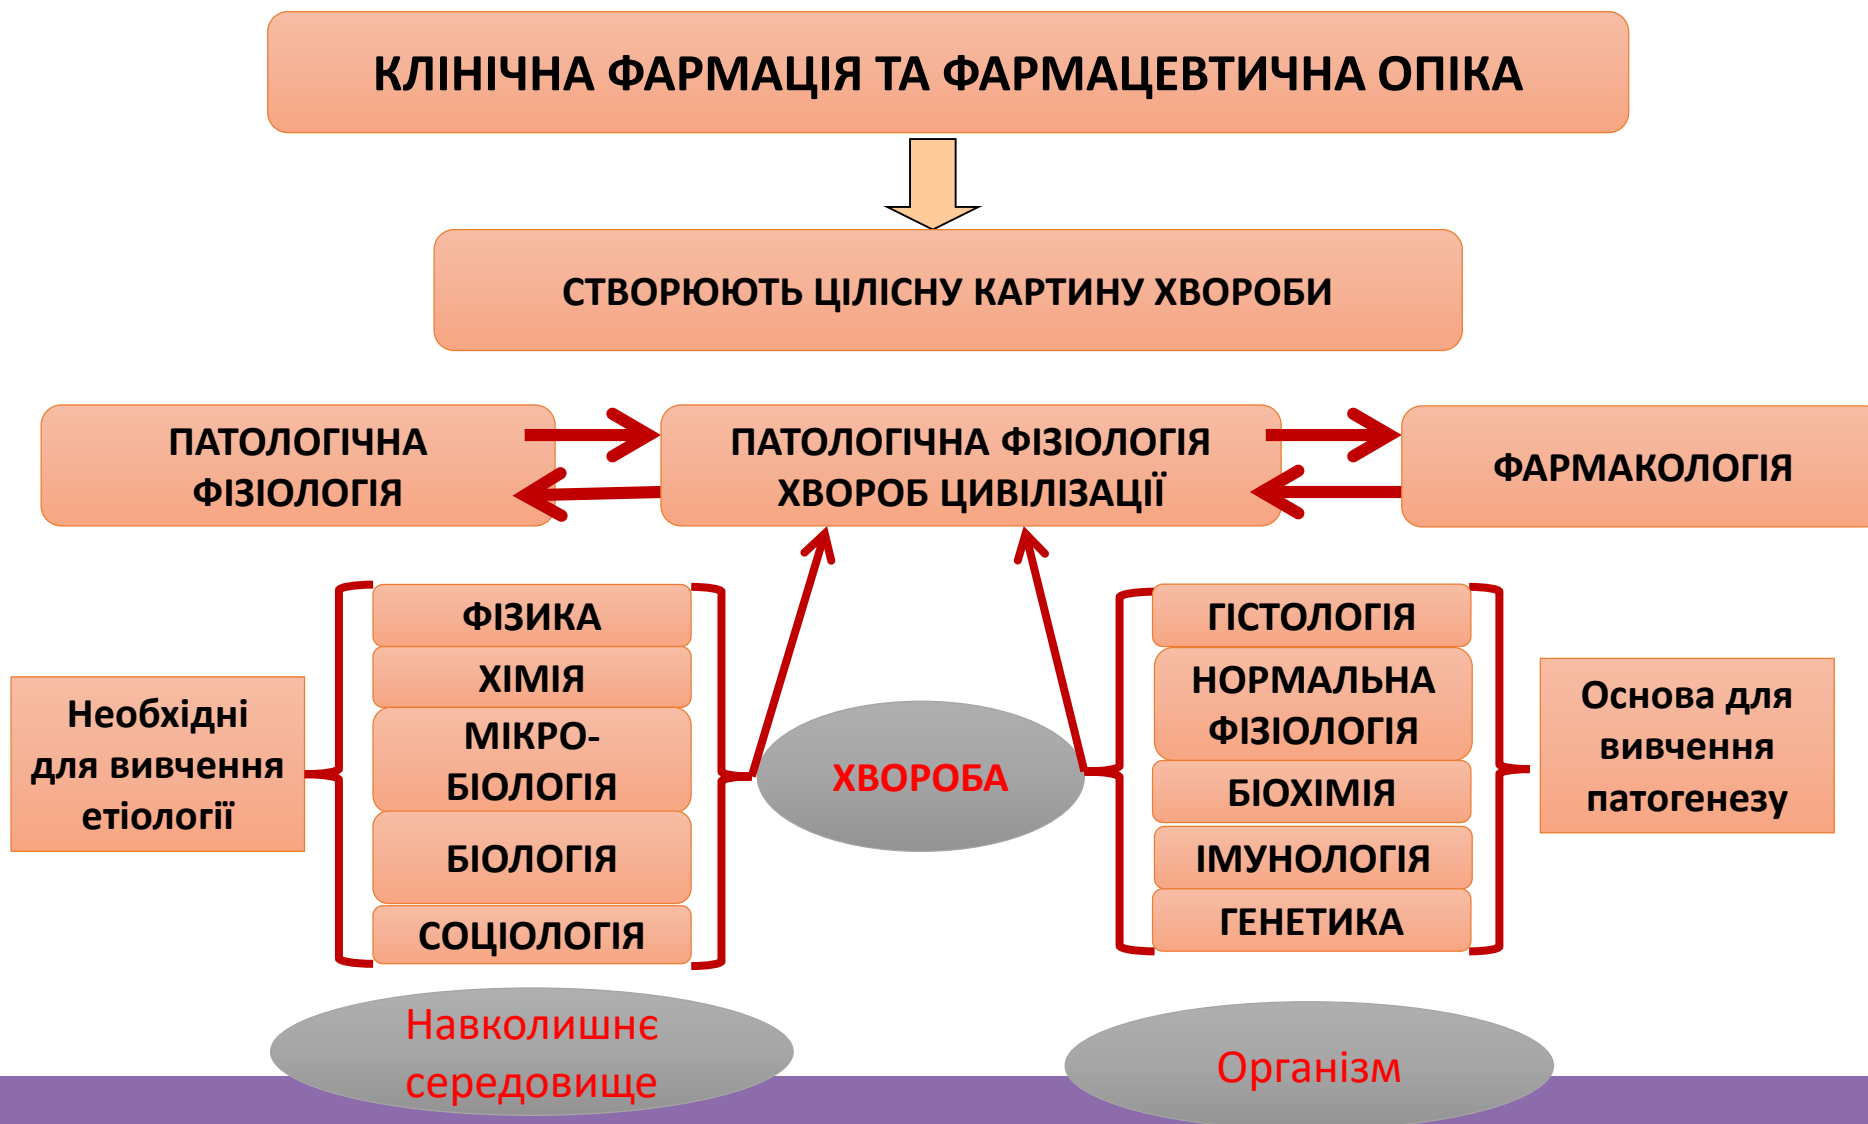 КЛІНІЧНА ФАРМАЦІЯ ТА ФАРМАЦЕВТИЧНА ОПІКА
СТВОРЮЮТЬ ЦІЛІСНУ КАРТИНУ ХВОРОБИ
ПАТОЛОГІЧНА
ФІЗІОЛОГІЯ
ПАТОЛОГІЧНА ФІЗІОЛОГІЯ
ХВОРОБ ЦИВІЛІЗАЦІЇ
ФАРМАКОЛОГІЯ
Необхідні
для вивчення
етіології
ФІЗИКА
ХІМІЯ
МІКРО-
БІОЛОГІЯ
БІОЛОГІЯ
СОЦІОЛОГІЯ
ХВОРОБА
ГІСТОЛОГІЯ
НОРМАЛЬНА
ФІЗІОЛОГІЯ
БІОХІМІЯ
ІМУНОЛОГІЯ
ГЕНЕТИКА
Основа для
вивчення
патогенезу
Навколишнє
середовище
Організм